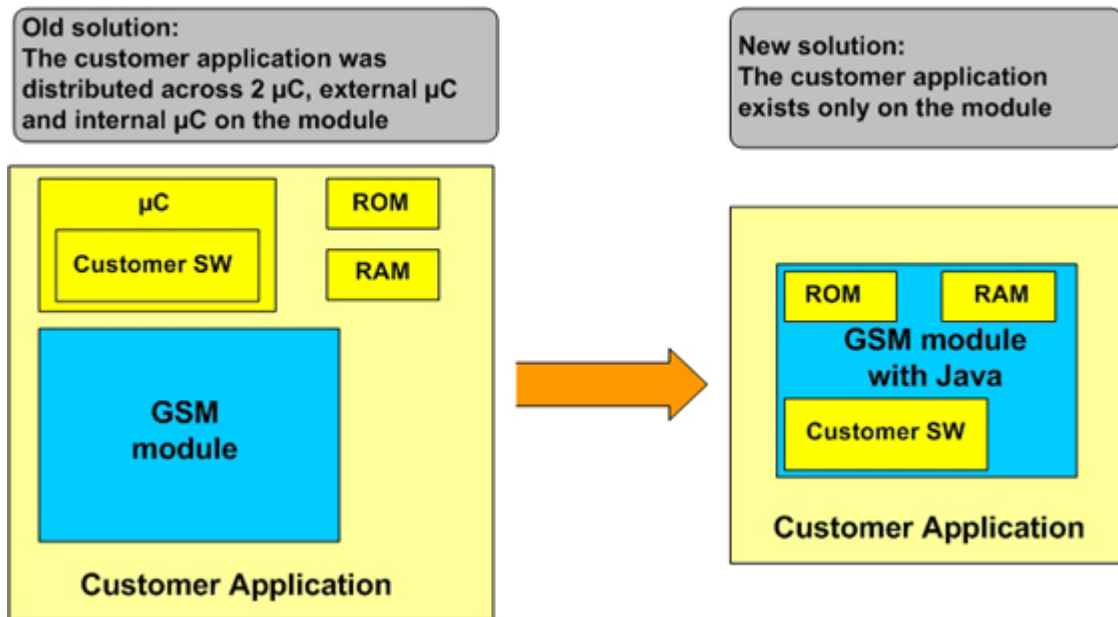 Old solution:
The customer application was
distributed across 2 µC, external µC
and internal µC on the module
New solution:
The customer application
exists only on the module
µC
Customer SW
ROM
RAM
GSM
module
Customer Application
ROM
RAM
GSM module
with Java
Customer SW
Customer Application